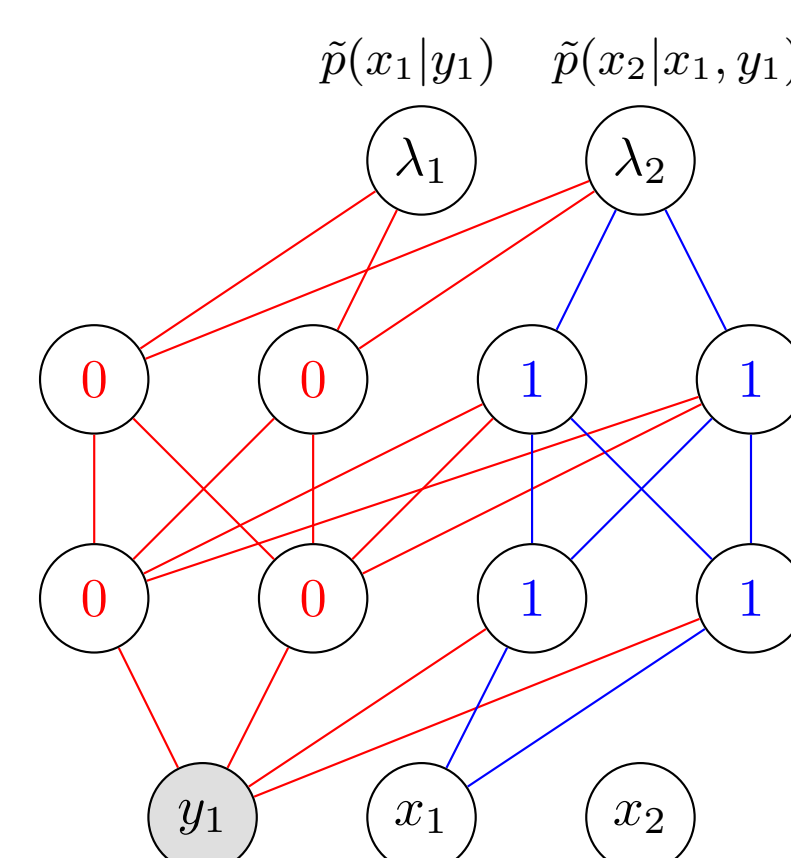 p̃(x₁|y₁) p̃(x₂|x₁, y₁)
λ₁ λ₂
0 0 1 1
0 0 1 1
y₁ x₁ x₂